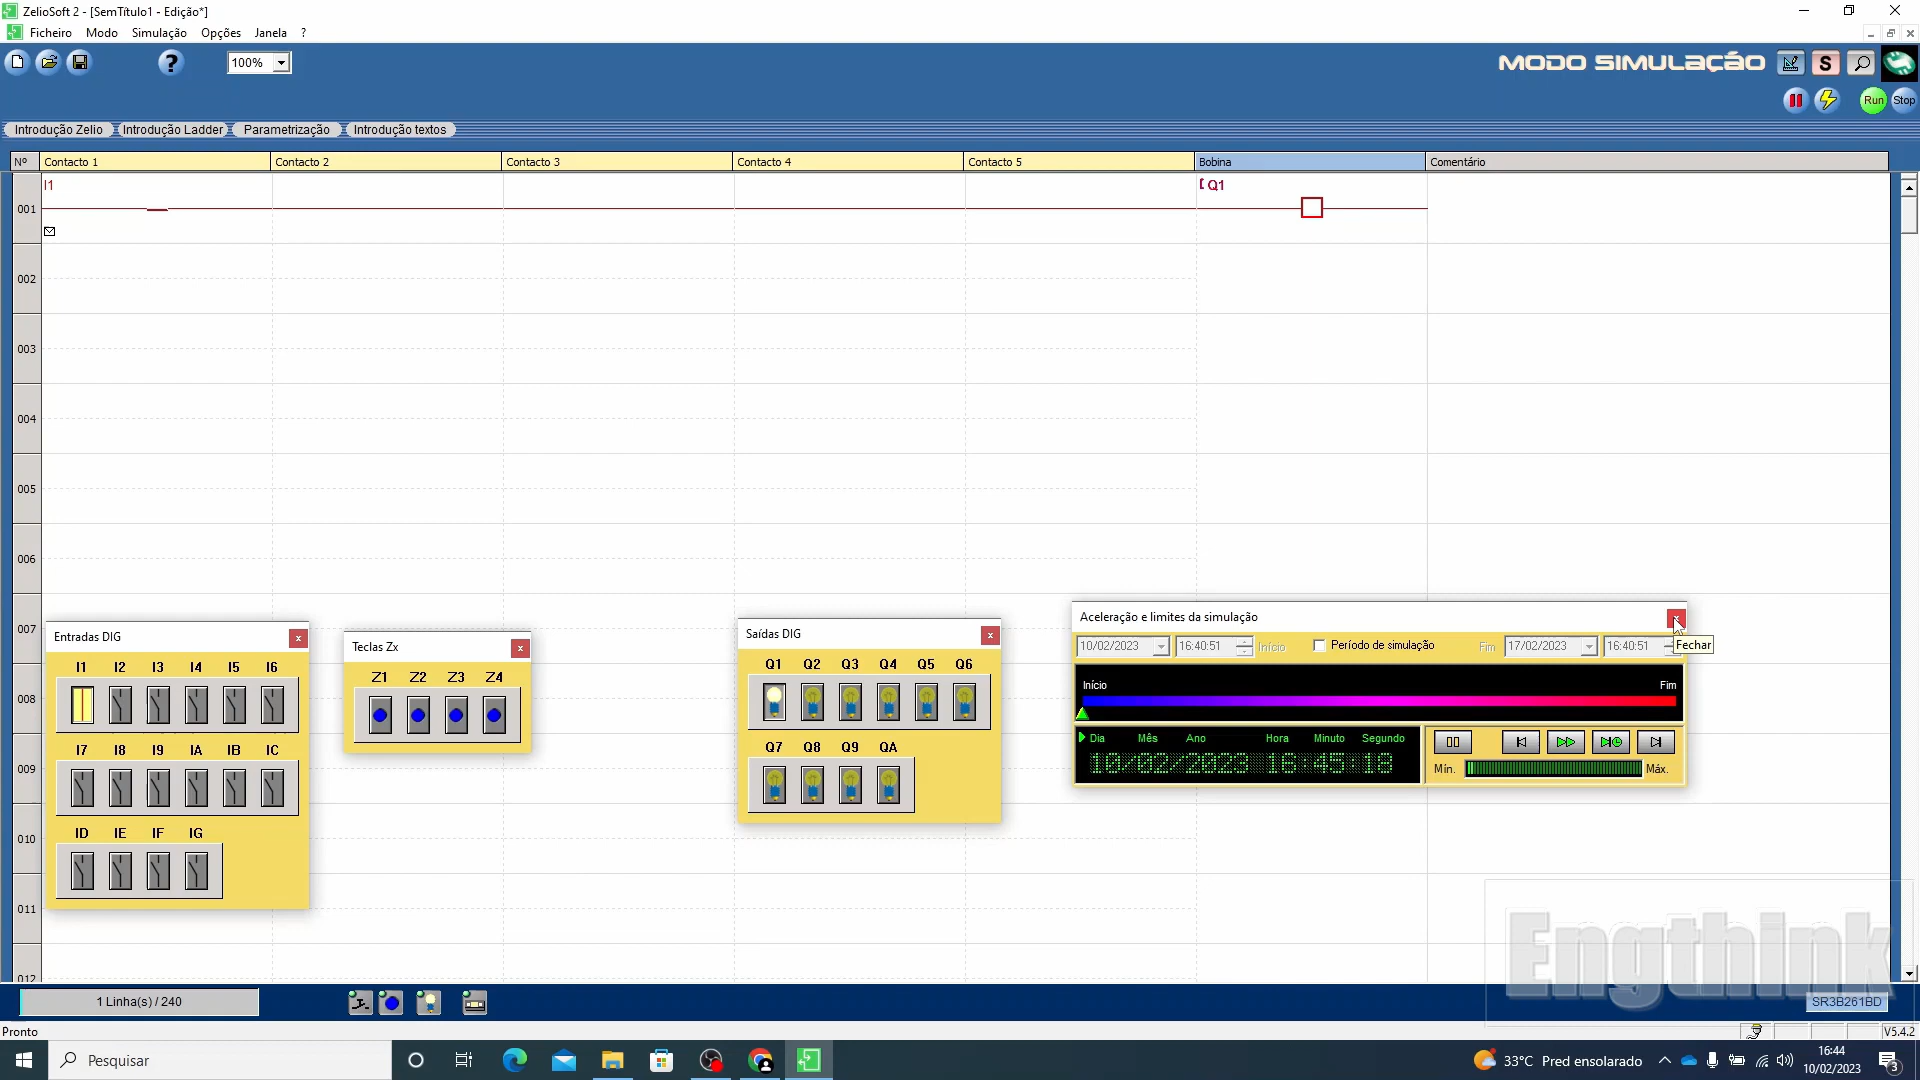 ZelioSoft 2 - [SemTítulo1 - Edição*]
Ficheiro Modo Simulação Opções Janela ?
100%
MODO SIMULAÇÃO
S
Run Stop
Introdução Zelio Introdução Ladder Parametrização Introdução textos
Nº Contacto 1 Contacto 2 Contacto 3 Contacto 4 Contacto 5 Bobina Comentário
I1 [ Q1
001
002
003
004
005
006
007
008
009
010
011
012
Entradas DIG
I1 I2 I3 I4 I5 I6
I7 I8 I9 IA IB IC
ID IE IF IG
Teclas Zx
Z1 Z2 Z3 Z4
Saídas DIG
Q1 Q2 Q3 Q4 Q5 Q6
Q7 Q8 Q9 QA
Aceleração e limites da simulação
10/02/2023 16:40:51 Início Período de simulação Fim 17/02/2023 16:40:51
Fechar
Início Fim
Dia Mês Ano Hora Minuto Segundo
10/02/2023 16:45:18
Mín. Máx.
Engthink
1 Linha(s) / 240
SR3B261BD
Pronto
V5.4.2
Pesquisar
33°C Pred ensolarado
16:44
10/02/2023
3